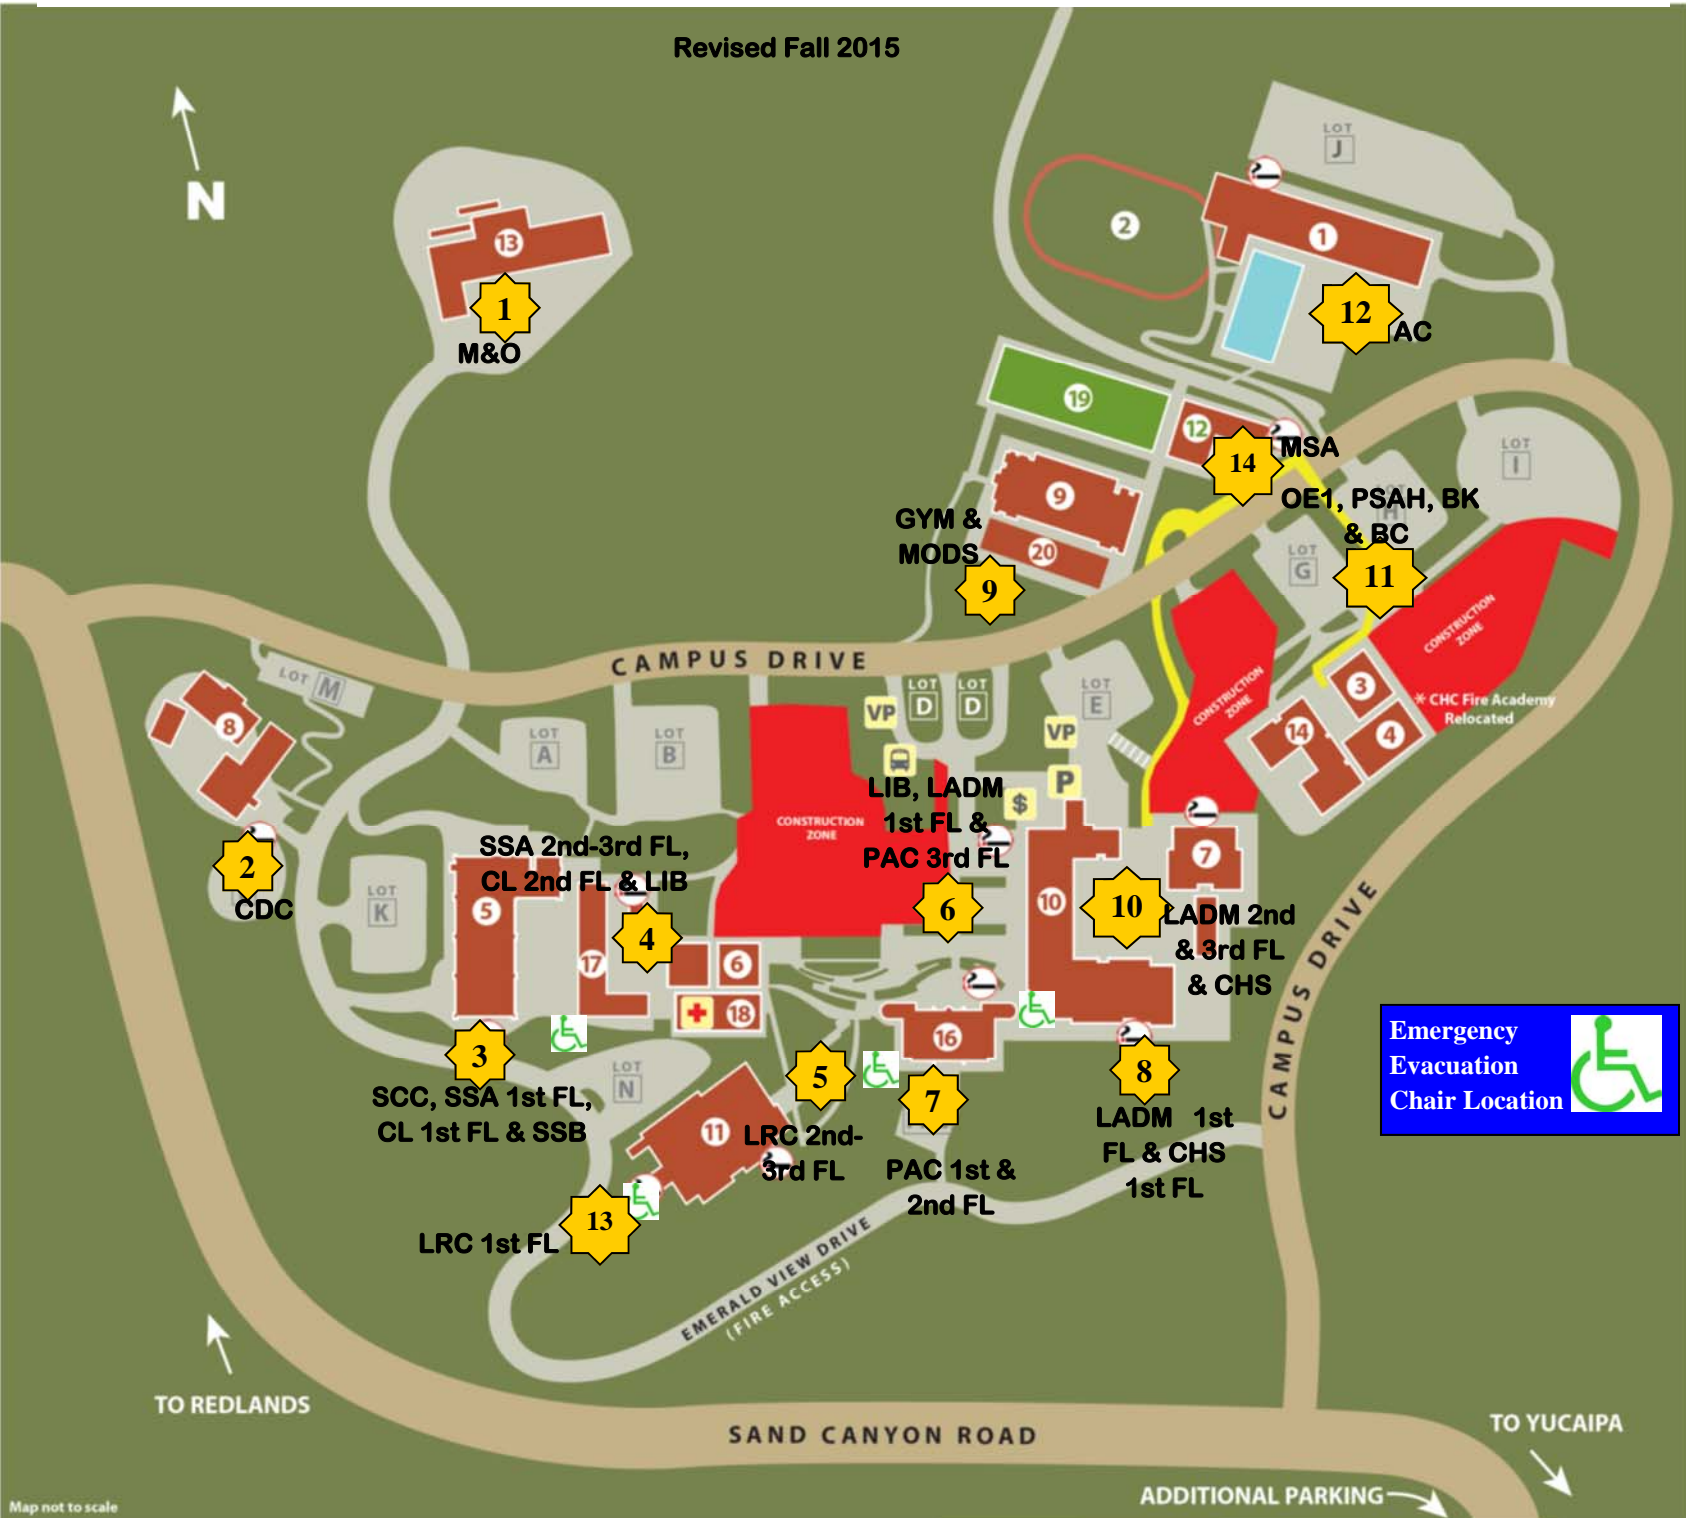 Revised Fall 2015
N
LOT
J
2
1
13
1
M&O
12
AC
19
12
14
MSA
LOT
I
9
OE1, PSAH, BK
& BC
H
GYM &
MODS
20
9
LOT
G
11
CONSTRUCTION
ZONE
CAMPUS DRIVE
LOT M
LOT
D
LOT
D
LOT
E
VP
VP
CONSTRUCTION
ZONE
3
* CHC Fire Academy
Relocated
14
4
8
LOT
A
LOT
B
P
$
LIB, LADM
1st FL &
PAC 3rd FL
CONSTRUCTION
ZONE
SSA 2nd-3rd FL,
CL 2nd FL & LIB
2
CDC
LOT
K
5
7
10
10
6
LADM 2nd
& 3rd FL
& CHS
4
17
6
18
16
3
SCC, SSA 1st FL,
CL 1st FL & SSB
LOT
N
5
7
8
LADM 1st
FL & CHS
1st FL
11
LRC 2nd-
3rd FL
PAC 1st &
2nd FL
13
LRC 1st FL
CAMPUS DRIVE
Emergency
Evacuation
Chair Location
EMERALD VIEW DRIVE
(FIRE ACCESS)
TO REDLANDS
SAND CANYON ROAD
TO YUCAIPA
ADDITIONAL PARKING
Map not to scale